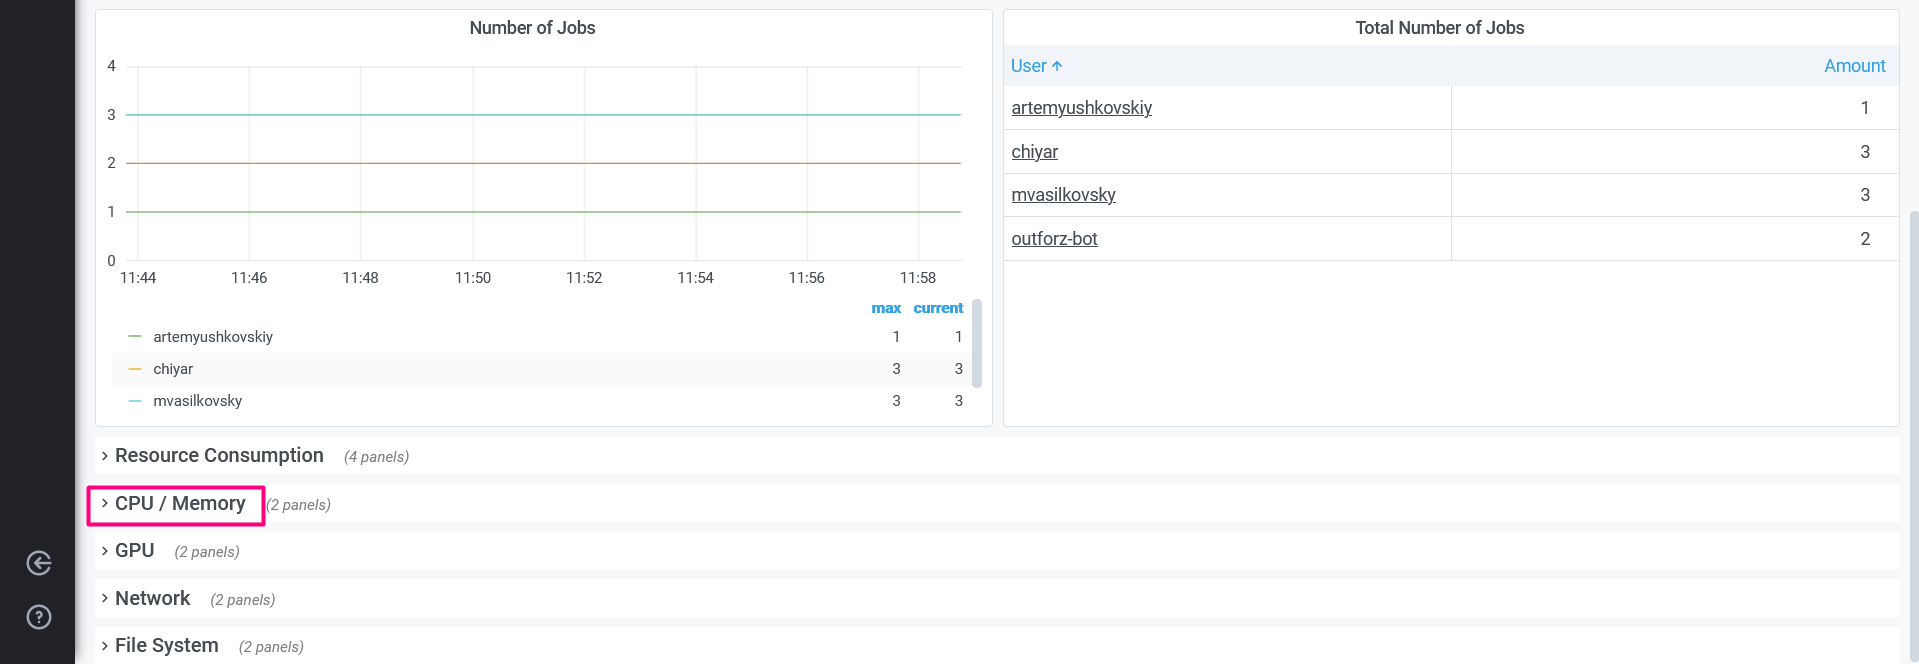 Number of Jobs
4
3
2
1
0
11:44 11:46 11:48 11:50 11:52 11:54 11:56 11:58
max current
artemyushkovskiy 1 1
chiyar 3 3
mvasilkovsky 3 3
Total Number of Jobs
User ↑ Amount
artemyushkovskiy 1
chiyar 3
mvasilkovsky 3
outforz-bot 2
Resource Consumption (4 panels)
CPU / Memory (2 panels)
GPU (2 panels)
Network (2 panels)
File System (2 panels)
?